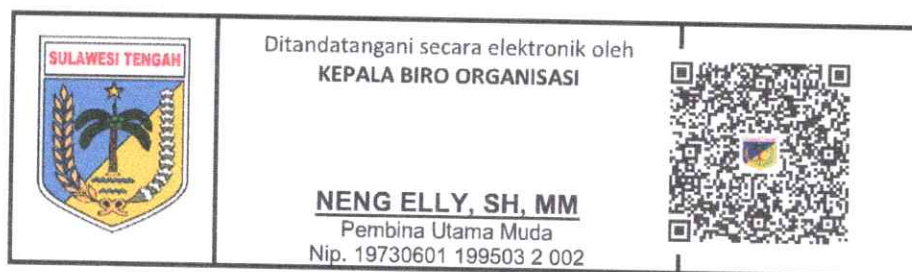 SULAWESI TENGAH
Ditandatangani secara elektronik oleh
KEPALA BIRO ORGANISASI
NENG ELLY, SH, MM
Pembina Utama Muda
Nip. 19730601 199503 2 002